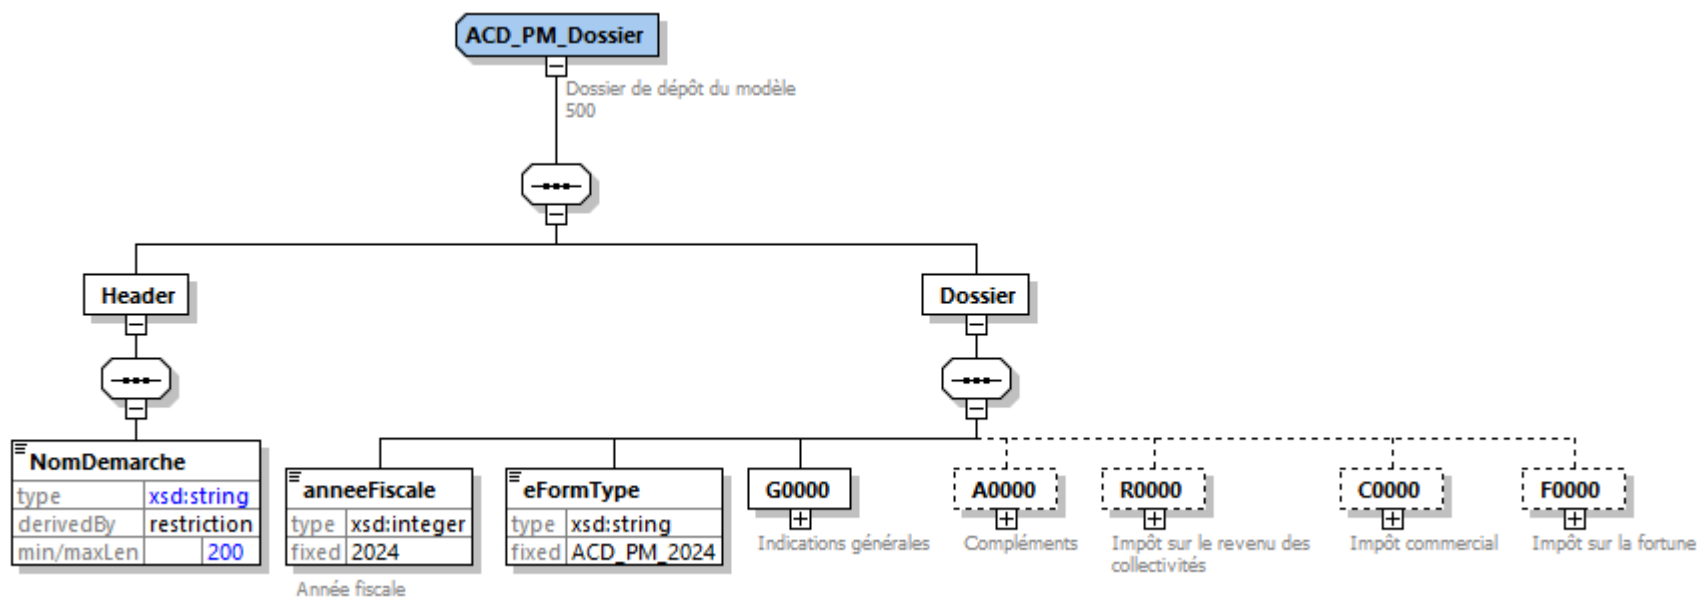 ACD_PM_Dossier
Dossier de dépôt du modèle
500
Header
Dossier
NomDemarche
type xsd:string
derivedBy restriction
min/maxLen 200
anneeFiscale
type xsd:integer
fixed 2024
Année fiscale
eFormType
type xsd:string
fixed ACD_PM_2024
G0000
Indications générales
A0000
Compléments
R0000
Impôt sur le revenu des
collectivités
C0000
Impôt commercial
F0000
Impôt sur la fortune